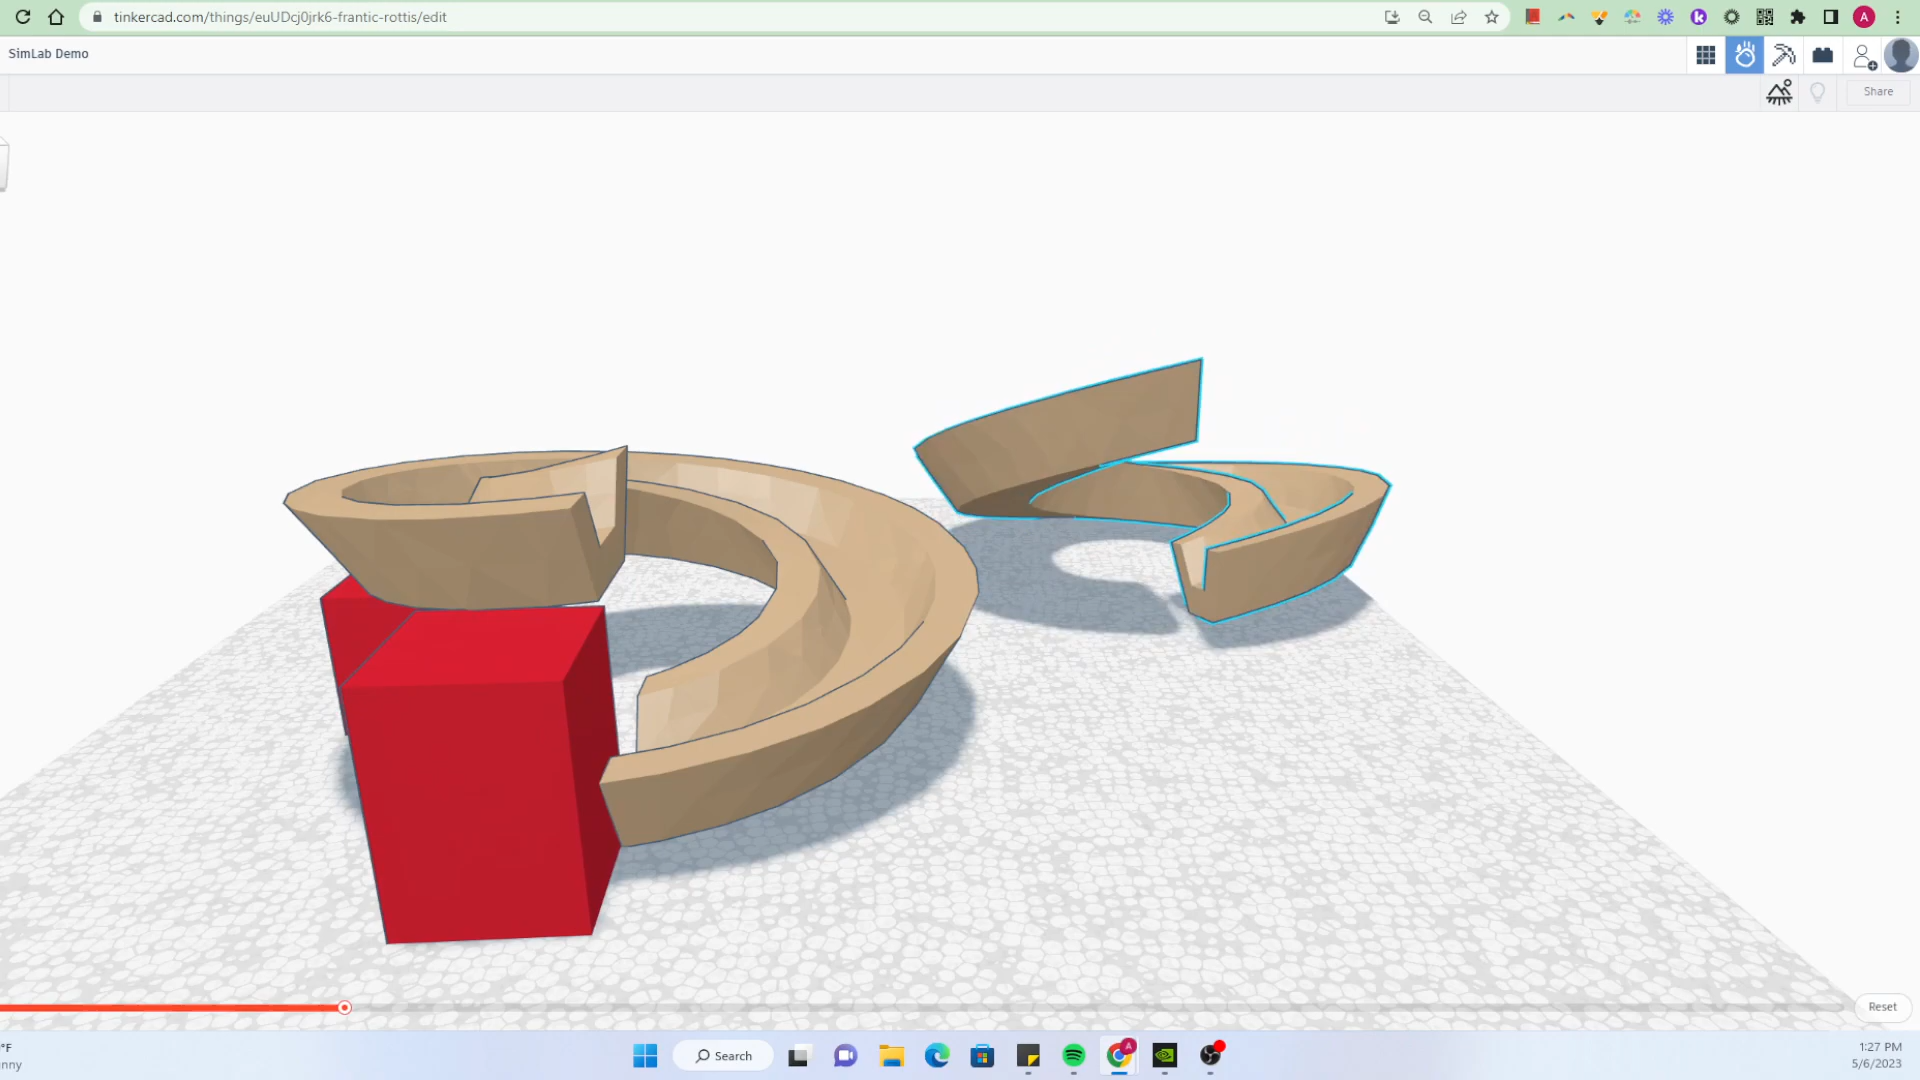 tinkercad.com/things/euUDcj0jrk6-frantic-rottis/edit
A
SimLab Demo
Share
Reset
°F
nny
Search
A
1:27 PM
5/6/2023